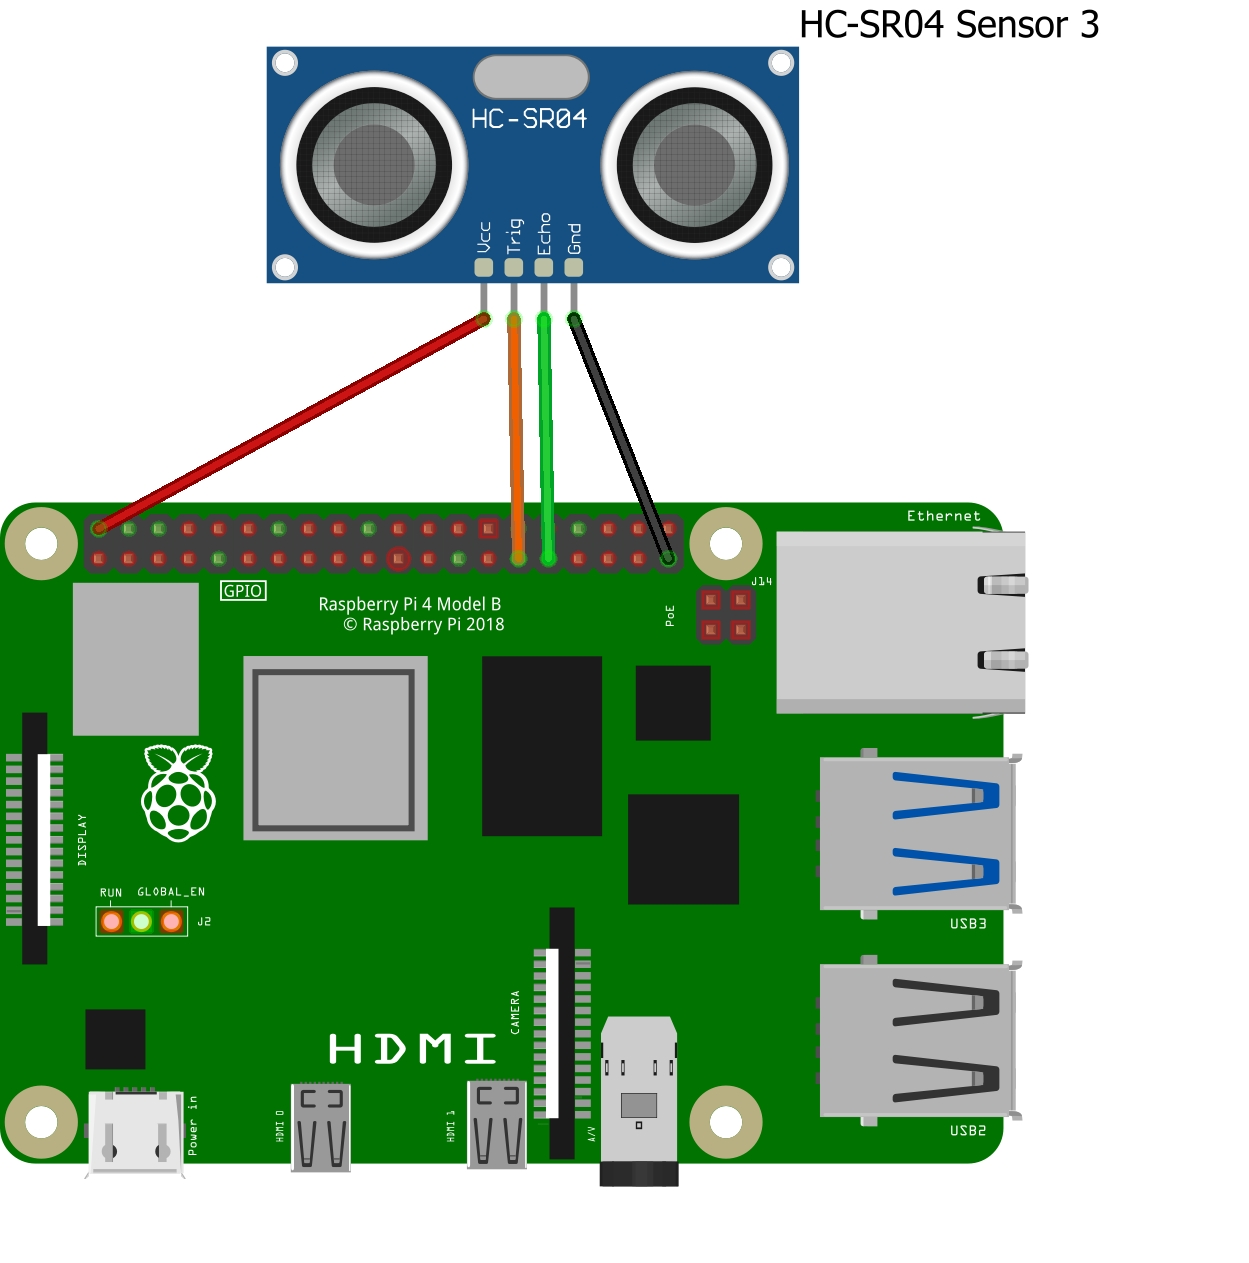 HC-SR04 Sensor 3
HC-SR04
Vcc
Trig
Echo
Gnd
Ethernet
GPIO
J14
Raspberry Pi 4 Model B
© Raspberry Pi 2018
PoE
DISPLAY
RUN
GLOBAL_EN
J2
USB3
CAMERA
HDMI
Power in
HDMI 0
HDMI 1
A/V
USB2